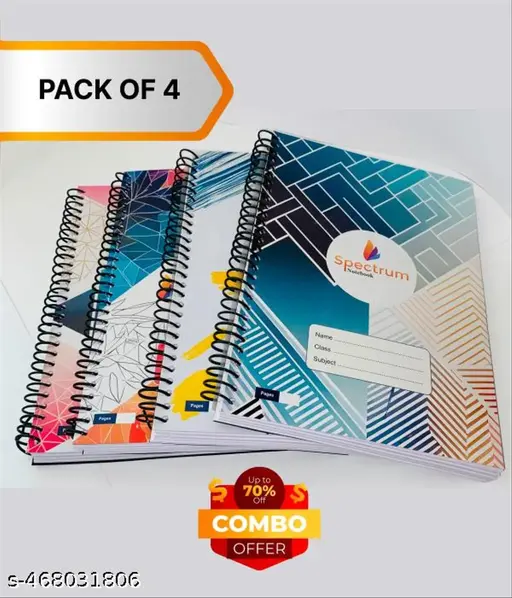 PACK OF 4
Spectrum
Notebook
Name
Class
Subject
Pages
Pages
Pages
Up to
70%
Off
COMBO
OFFER
s-468031806